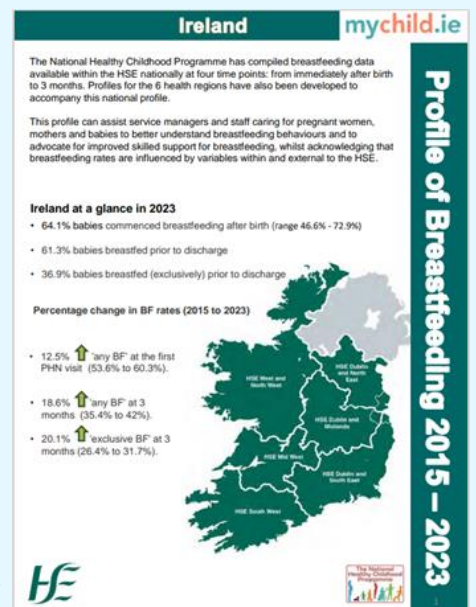 Ireland
mychild.ie
The National Healthy Childhood Programme has compiled breastfeeding data
available within the HSE nationally at four time points: from immediately after birth
to 3 months. Profiles for the 6 health regions have also been developed to
accompany this national profile.
This profile can assist service managers and staff caring for pregnant women,
mothers and babies to better understand breastfeeding behaviours and to
advocate for improved skilled support for breastfeeding, whilst acknowledging that
breastfeeding rates are influenced by variables within and external to the HSE.
Ireland at a glance in 2023
• 64.1% babies commenced breastfeeding after birth (range 46.6% - 72.9%)
• 61.3% babies breastfed prior to discharge
• 36.9% babies breastfed (exclusively) prior to discharge
Percentage change in BF rates (2015 to 2023)
• 12.5% 'any BF' at the first
PHN visit (53.6% to 60.3%).
• 18.6% 'any BF' at 3
months (35.4% to 42%).
• 20.1% 'exclusive BF' at 3
months (26.4% to 31.7%).
HSE West and
North West
HSE Dublin
and North
East
HSE Dublin and
Midlands
HSE Mid West
HSE Dublin and
South East
HSE South West
Profile of Breastfeeding 2015 – 2023
The National
Healthy Childhood
Programme